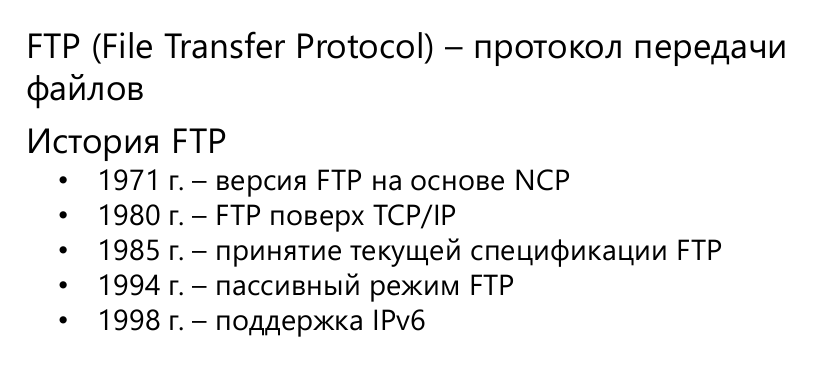 FTP (File Transfer Protocol) – протокол передачи
файлов
История FTP
• 1971 г. – версия FTP на основе NCP
• 1980 г. – FTP поверх TCP/IP
• 1985 г. – принятие текущей спецификации FTP
• 1994 г. – пассивный режим FTP
• 1998 г. – поддержка IPv6